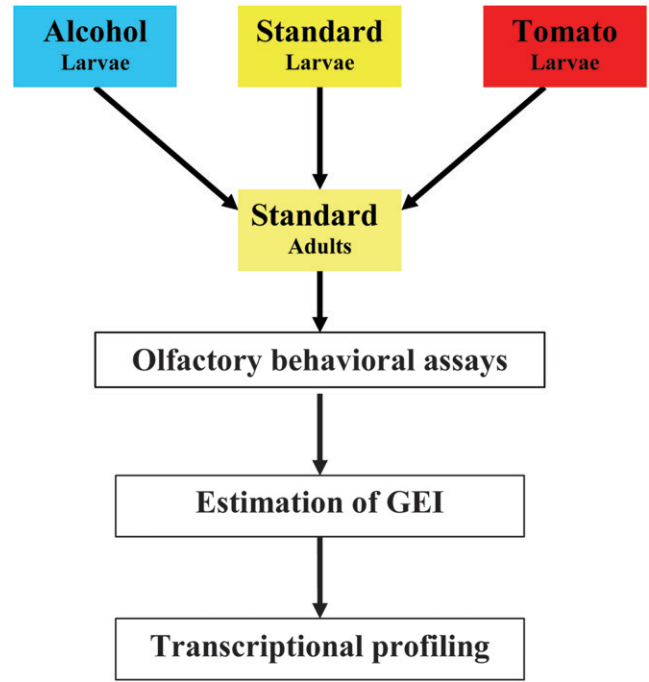 Alcohol
Larvae
Standard
Larvae
Tomato
Larvae
Standard
Adults
Olfactory behavioral assays
Estimation of GEI
Transcriptional profiling